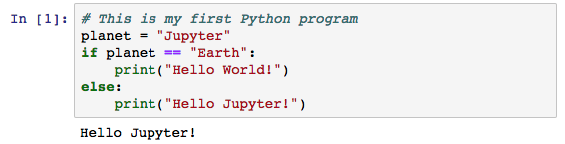 In [1]: # This is my first Python program
planet = "Jupyter"
if planet == "Earth":
    print("Hello World!")
else:
    print("Hello Jupyter!")
Hello Jupyter!